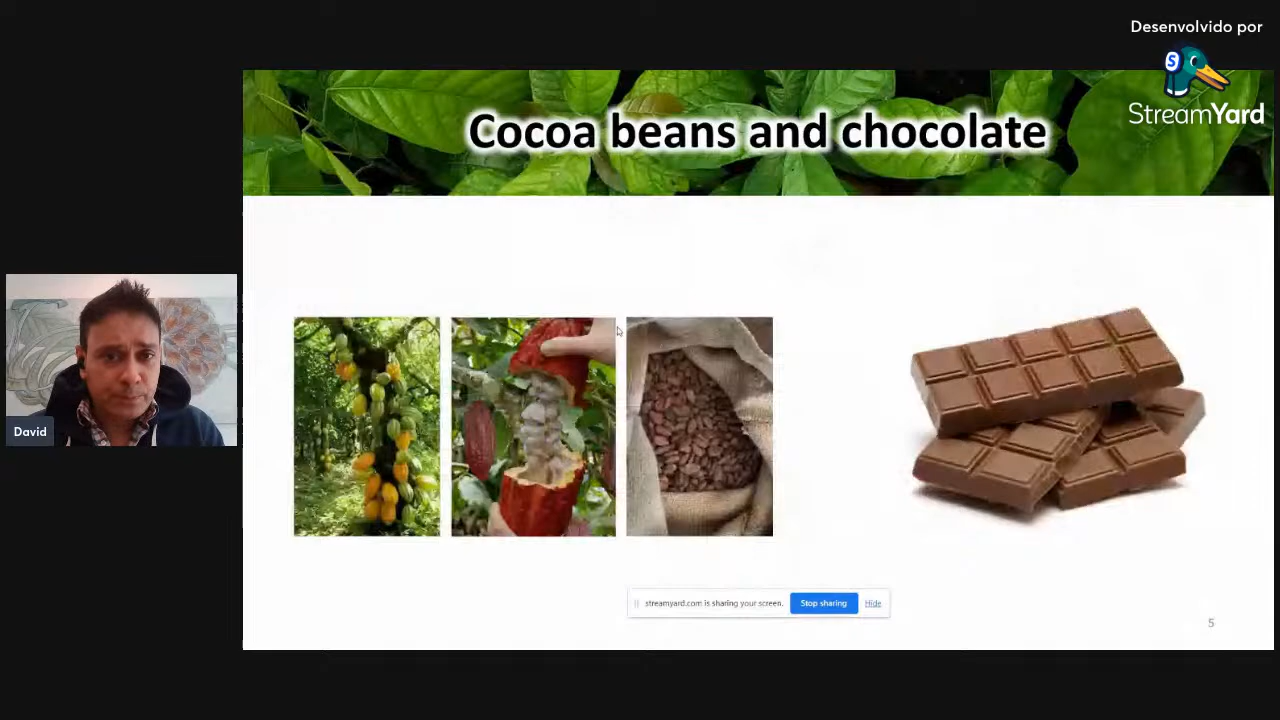 Desenvolvido por
StreamYard
Cocoa beans and chocolate
David
streamyard.com is sharing your screen.
Stop sharing
Hide
5